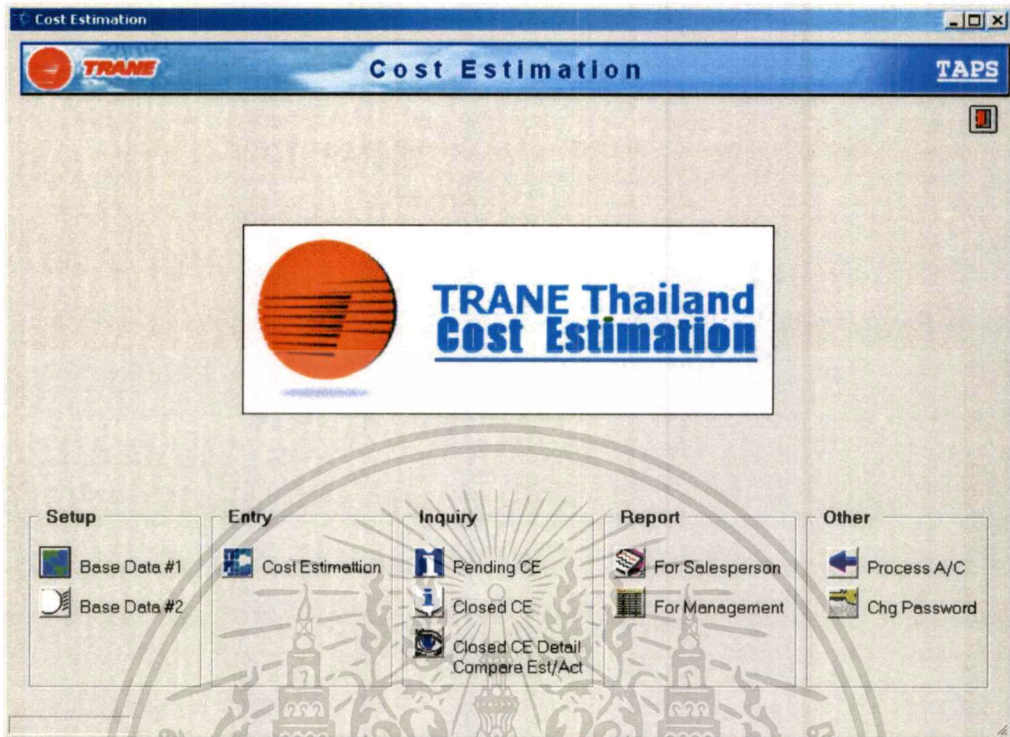 Cost Estimation
TRANE
Cost Estimation
TAPS
TRANE Thailand
Cost Estimation
Setup
Base Data #1
Base Data #2
Entry
Cost Estimattion
Inquiry
Pending CE
Closed CE
Closed CE Detail
Compare Est/Act
Report
For Salesperson
For Management
Other
Process A/C
Chg Password